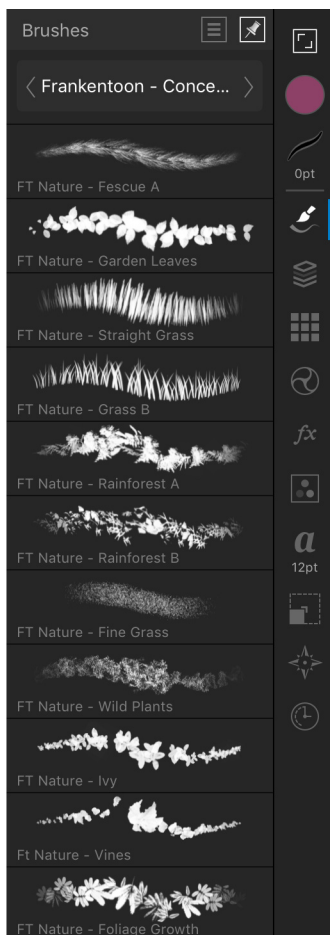 Brushes
Frankentoon - Conce...
FT Nature - Fescue A
0pt
FT Nature - Garden Leaves
FT Nature - Straight Grass
FT Nature - Grass B
fx
FT Nature - Rainforest A
FT Nature - Rainforest B
a
12pt
FT Nature - Fine Grass
FT Nature - Wild Plants
FT Nature - Ivy
Ft Nature - Vines
FT Nature - Foliage Growth